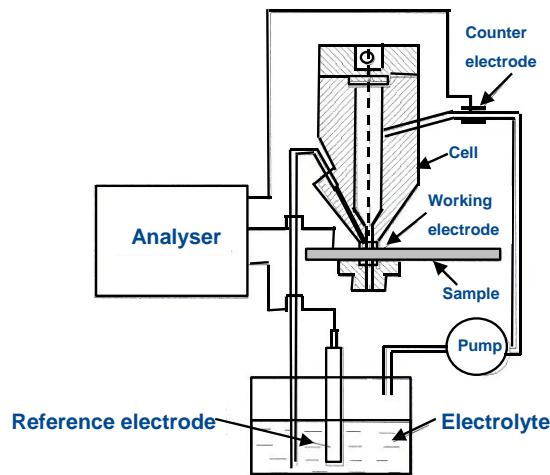 Counter
electrode
Cell
Working
electrode
Analyser
Sample
Pump
Reference electrode
Electrolyte